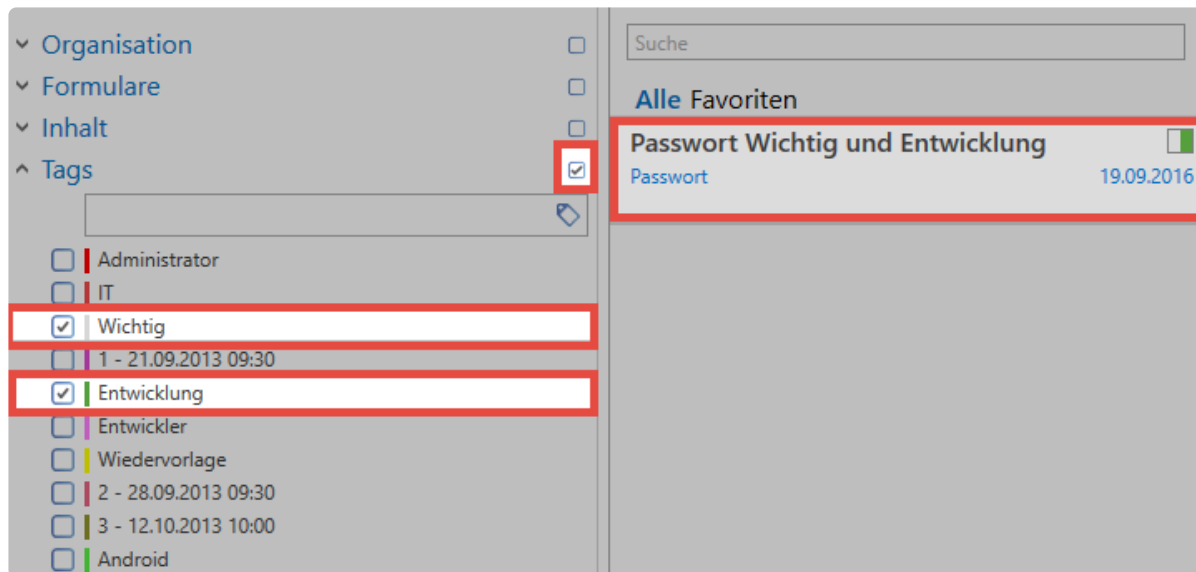 Organisation
Formulare
Inhalt
Tags
Administrator
IT
Wichtig
1 - 21.09.2013 09:30
Entwicklung
Entwickler
Wiedervorlage
2 - 28.09.2013 09:30
3 - 12.10.2013 10:00
Android
Suche
Alle Favoriten
Passwort Wichtig und Entwicklung
Passwort 19.09.2016